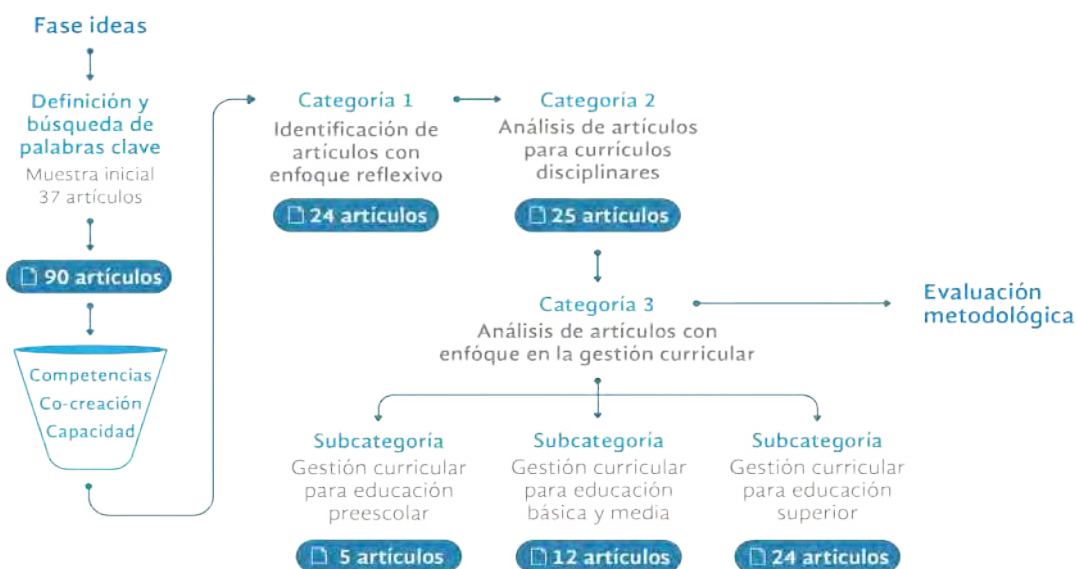 Fase ideas
Definición y
búsqueda de
palabras clave
Muestra inicial
37 artículos
90 artículos
Competencias
Co-creación
Capacidad
Categoría 1
Identificación de
artículos con
enfoque reflexivo
24 artículos
Categoría 2
Análisis de artículos
para currículos
disciplinares
25 artículos
Categoría 3
Análisis de artículos con
enfóque en la gestión curricular
Evaluación
metodológica
Subcategoría
Gestión curricular
para educación
preescolar
5 artículos
Subcategoría
Gestión curricular
para educación
básica y media
12 artículos
Subcategoría
Gestión curricular
para educación
superior
24 artículos